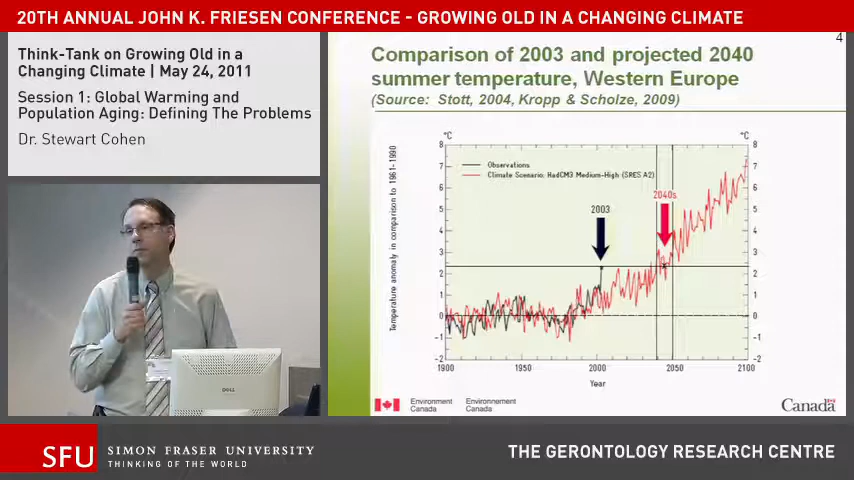 20TH ANNUAL JOHN K. FRIESEN CONFERENCE - GROWING OLD IN A CHANGING CLIMATE
Think-Tank on Growing Old in a
Changing Climate | May 24, 2011
Session 1: Global Warming and
Population Aging: Defining The Problems
Dr. Stewart Cohen
4
Comparison of 2003 and projected 2040
summer temperature, Western Europe
(Source: Stott, 2004, Kropp & Scholze, 2009)
°C
°C
8
7
6
5
4
3
2
1
0
-1
-2
8
7
6
5
4
3
2
1
0
-1
-2
Temperature anomaly in comparison to 1961-1990
Observations
Climate Scenario: HadCM3 Medium-High (SRES A2)
2003
2040s
1900
1950
2000
2050
2100
Year
Environment
Canada
Environnement
Canada
Canada
DELL
SFU
SIMON FRASER UNIVERSITY
THINKING OF THE WORLD
THE GERONTOLOGY RESEARCH CENTRE